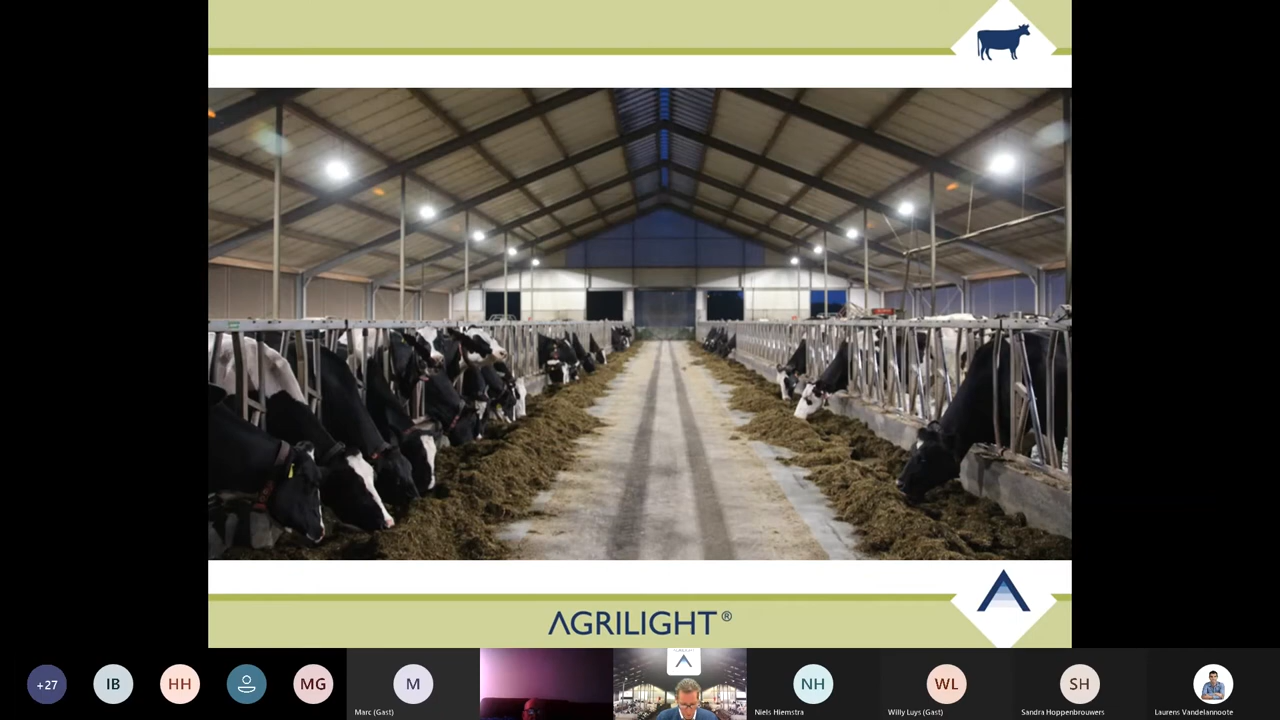 AGRILIGHT®
+27
IB
HH
MG
M
Marc (Gast)
NH
Niels Hiemstra
WL
Willy Luys (Gast)
SH
Sandra Hoppenbrouwers
Laurens Vandelannoote